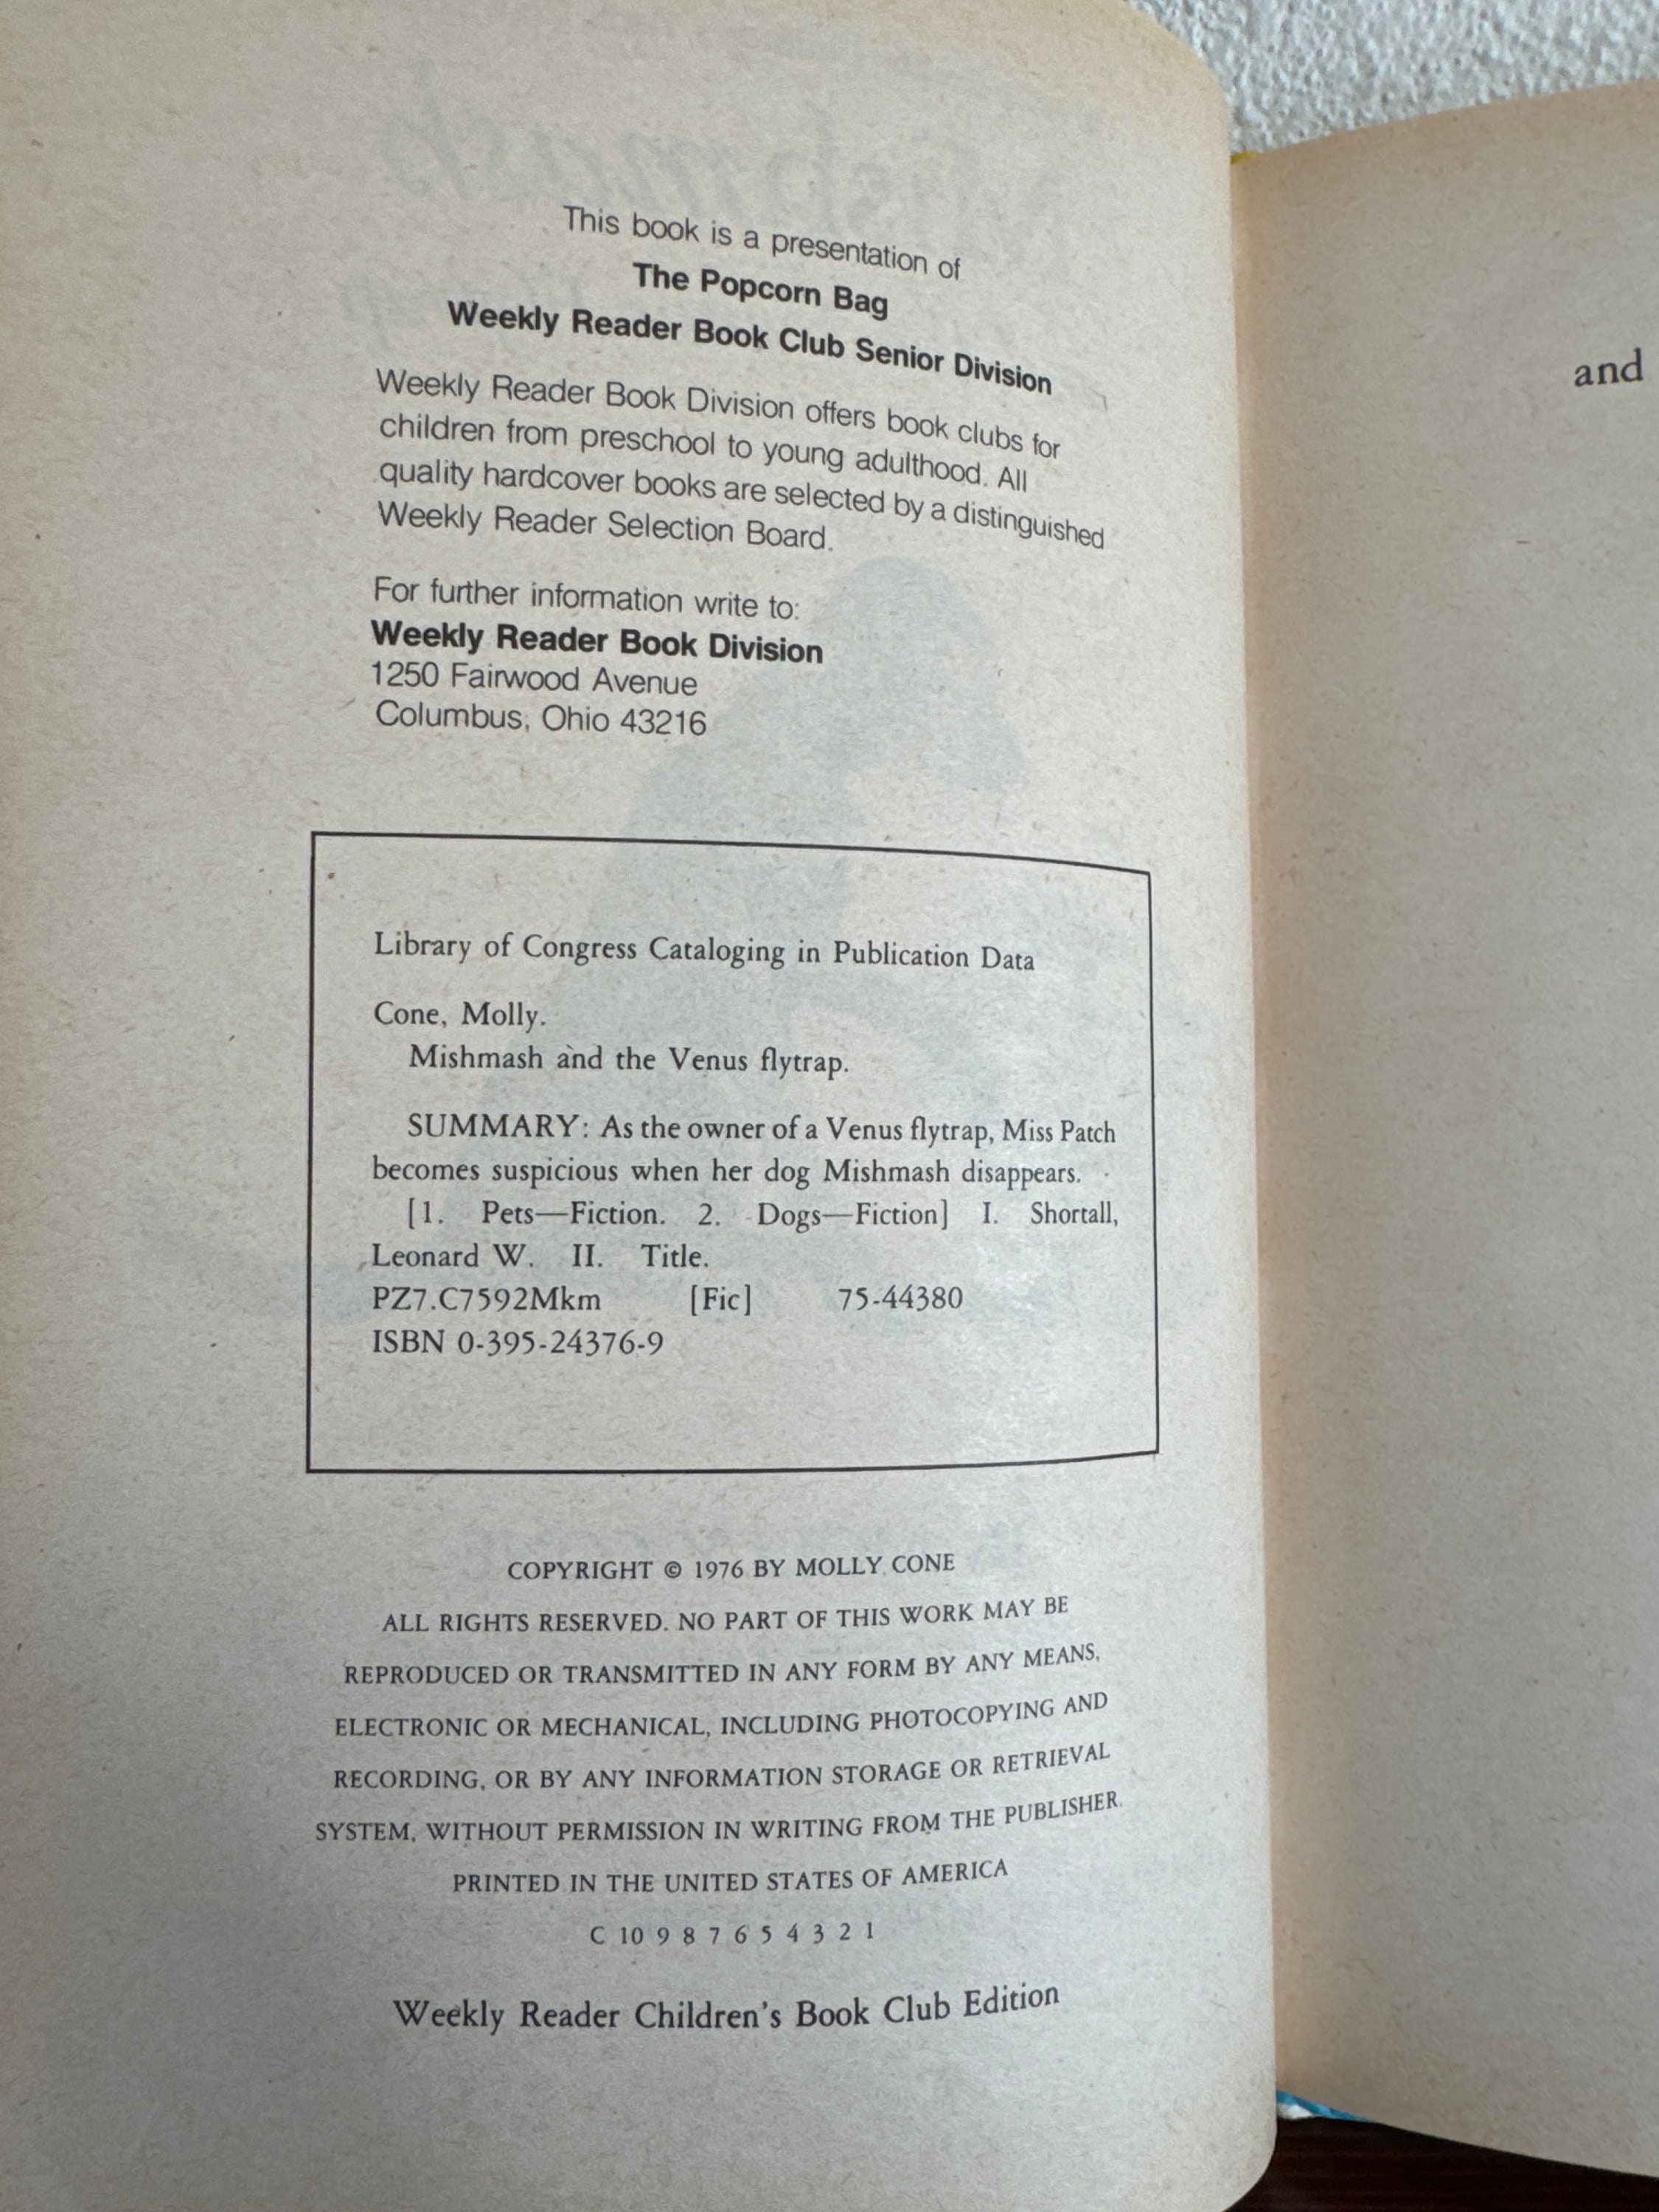 This book is a presentation of
The Popcorn Bag
Weekly Reader Book Club Senior Division
Weekly Reader Book Division offers book clubs for
children from preschool to young adulthood. All
quality hardcover books are selected by a distinguished
Weekly Reader Selection Board.
For further information write to:
Weekly Reader Book Division
1250 Fairwood Avenue
Columbus, Ohio 43216
Library of Congress Cataloging in Publication Data
Cone, Molly.
Mishmash and the Venus flytrap.
SUMMARY: As the owner of a Venus flytrap, Miss Patch
becomes suspicious when her dog Mishmash disappears.
[1. Pets—Fiction. 2. Dogs—Fiction] I. Shortall,
Leonard W. II. Title.
PZ7.C7592Mkm [Fic] 75-44380
ISBN 0-395-24376-9
COPYRIGHT © 1976 BY MOLLY CONE
ALL RIGHTS RESERVED. NO PART OF THIS WORK MAY BE
REPRODUCED OR TRANSMITTED IN ANY FORM BY ANY MEANS,
ELECTRONIC OR MECHANICAL, INCLUDING PHOTOCOPYING AND
RECORDING, OR BY ANY INFORMATION STORAGE OR RETRIEVAL
SYSTEM, WITHOUT PERMISSION IN WRITING FROM THE PUBLISHER.
PRINTED IN THE UNITED STATES OF AMERICA
C 10 9 8 7 6 5 4 3 2 1
Weekly Reader Children's Book Club Edition
and